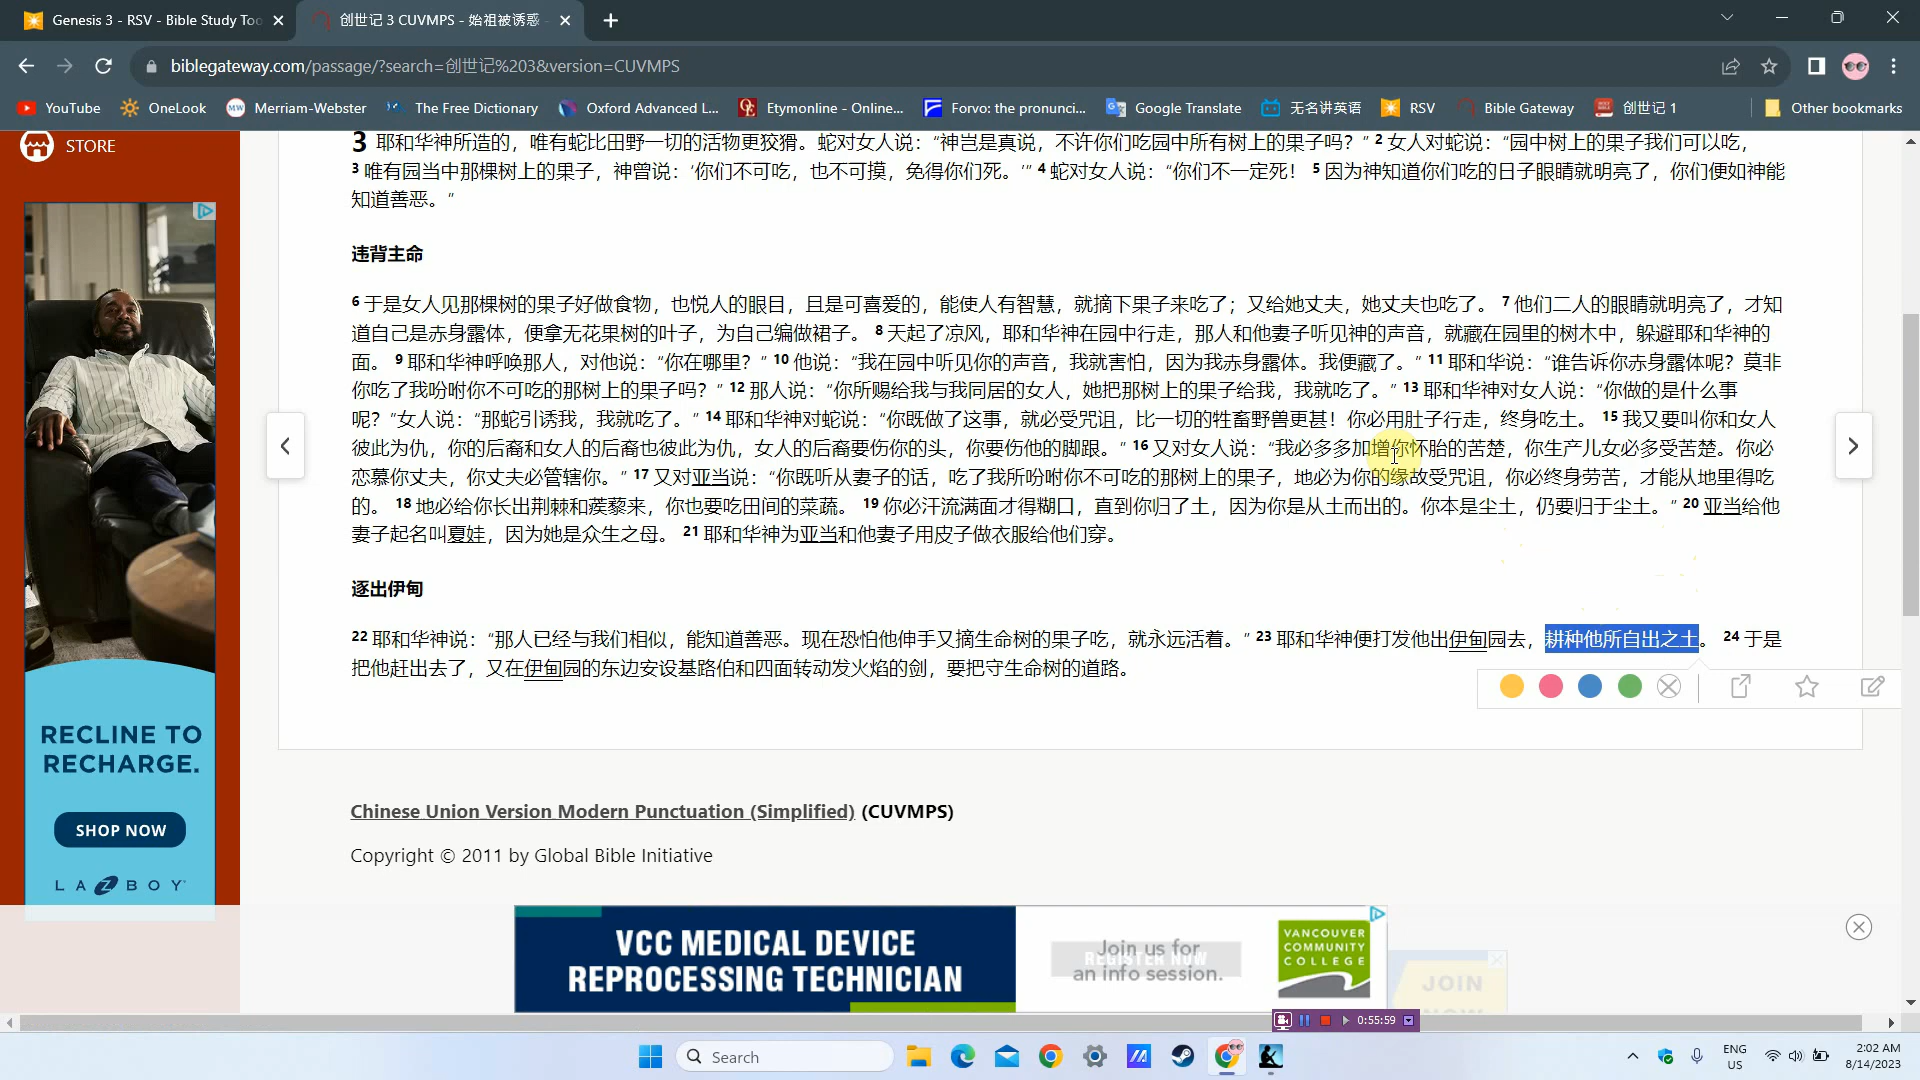 Genesis 3 - RSV - Bible Study Too
创世记 3 CUVMPS - 始祖被诱惑
biblegateway.com/passage/?search=创世记%203&version=CUVMPS
YouTube
OneLook
Merriam-Webster
The Free Dictionary
Oxford Advanced L...
Etymonline - Online...
Forvo: the pronunci...
Google Translate
无名讲英语
RSV
Bible Gateway
创世记 1
Other bookmarks
STORE
3 耶和华神所造的，唯有蛇比田野一切的活物更狡猾。蛇对女人说：“神岂是真说，不许你们吃园中所有树上的果子吗？” 2 女人对蛇说：“园中树上的果子我们可以吃，
3 唯有园当中那棵树上的果子，神曾说：‘你们不可吃，也不可摸，免得你们死。’” 4 蛇对女人说：“你们不一定死！ 5 因为神知道你们吃的日子眼睛就明亮了，你们便如神能
知道善恶。”
违背主命
6 于是女人见那棵树的果子好做食物，也悦人的眼目，且是可喜爱的，能使人有智慧，就摘下果子来吃了；又给她丈夫，她丈夫也吃了。 7 他们二人的眼睛就明亮了，才知
道自己是赤身露体，便拿无花果树的叶子，为自己编做裙子。 8 天起了凉风，耶和华神在园中行走，那人和他妻子听见神的声音，就藏在园里的树木中，躲避耶和华神的
面。 9 耶和华神呼唤那人，对他说：“你在哪里？” 10 他说：“我在园中听见你的声音，我就害怕，因为我赤身露体。我便藏了。” 11 耶和华说：“谁告诉你赤身露体呢？莫非
你吃了我吩咐你不可吃的那树上的果子吗？” 12 那人说：“你所赐给我与我同居的女人，她把那树上的果子给我，我就吃了。” 13 耶和华神对女人说：“你做的是什么事
呢？”女人说：“那蛇引诱我，我就吃了。” 14 耶和华神对蛇说：“你既做了这事，就必受咒诅，比一切的牲畜野兽更甚！你必用肚子行走，终身吃土。 15 我又要叫你和女人
彼此为仇，你的后裔和女人的后裔也彼此为仇，女人的后裔要伤你的头，你要伤他的脚跟。” 16 又对女人说：“我必多多加增你怀胎的苦楚，你生产儿女必多受苦楚。你必
恋慕你丈夫，你丈夫必管辖你。” 17 又对亚当说：“你既听从妻子的话，吃了我所吩咐你不可吃的那树上的果子，地必为你的缘故受咒诅，你必终身劳苦，才能从地里得吃
的。 18 地必给你长出荆棘和蒺藜来，你也要吃田间的菜蔬。 19 你必汗流满面才得糊口，直到你归了土，因为你是从土而出的。你本是尘土，仍要归于尘土。” 20 亚当给他
妻子起名叫夏娃，因为她是众生之母。 21 耶和华神为亚当和他妻子用皮子做衣服给他们穿。
逐出伊甸
22 耶和华神说：“那人已经与我们相似，能知道善恶。现在恐怕他伸手又摘生命树的果子吃，就永远活着。” 23 耶和华神便打发他出伊甸园去，耕种他所自出之土。 24 于是
把他赶出去了，又在伊甸园的东边安设基路伯和四面转动发火焰的剑，要把守生命树的道路。
Chinese Union Version Modern Punctuation (Simplified) (CUVMPS)
Copyright © 2011 by Global Bible Initiative
RECLINE TO
RECHARGE.
SHOP NOW
LA Z BOY
VCC MEDICAL DEVICE
REPROCESSING TECHNICIAN
Join us for
an info session.
REGISTER NOW
VANCOUVER
COMMUNITY
COLLEGE
JOIN
NOW
0:55:59
Search
ENG
US
2:02 AM
8/14/2023